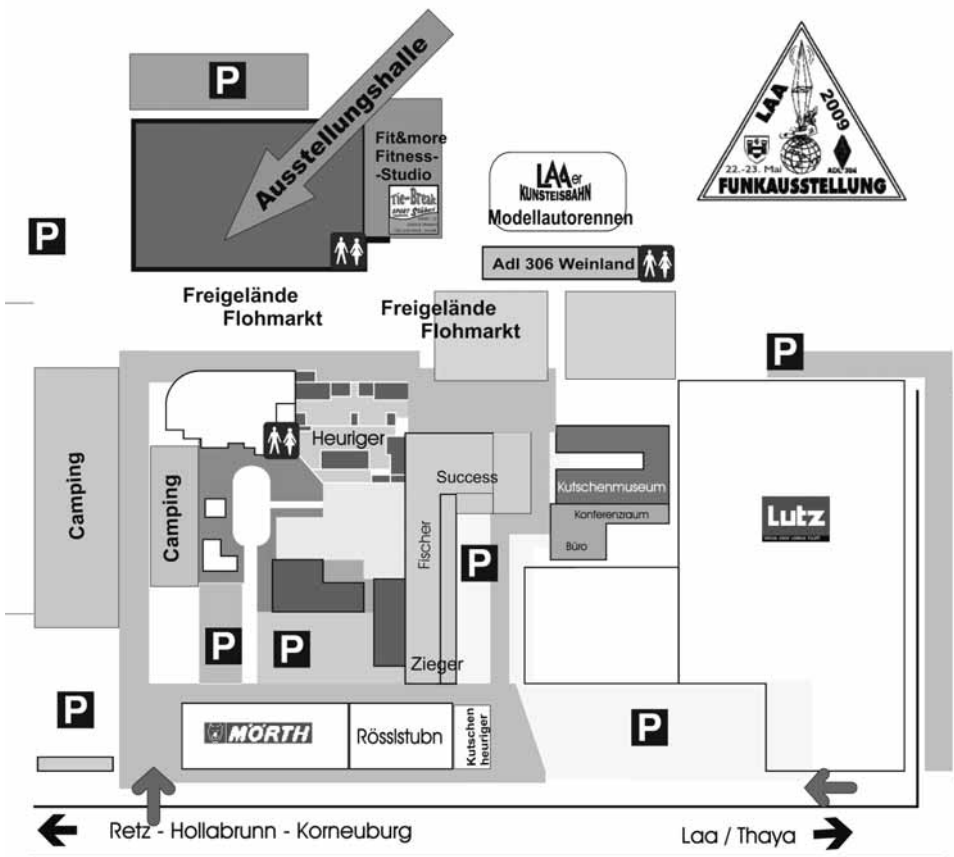 P
Ausstellungshalle
Fit&more
Fitness-
-Studio
Tie-Break
P
LAAer
KUNSTEISBAHN
Modellautorennen
Adl 306 Weinland
LAA
2009
22.-23. Mai
ADL 304
FUNKAUSSTELLUNG
Freigelände
Flohmarkt
Freigelände
Flohmarkt
P
Heuriger
Camping
Camping
Success
Fischer
Zieger
P
Kutschenmuseum
Konferenzraum
Büro
Lutz
P
P
P
P
MÖRTH
Rösslstubn
Kutschen
heuriger
Retz - Hollabrunn - Korneuburg
Laa / Thaya